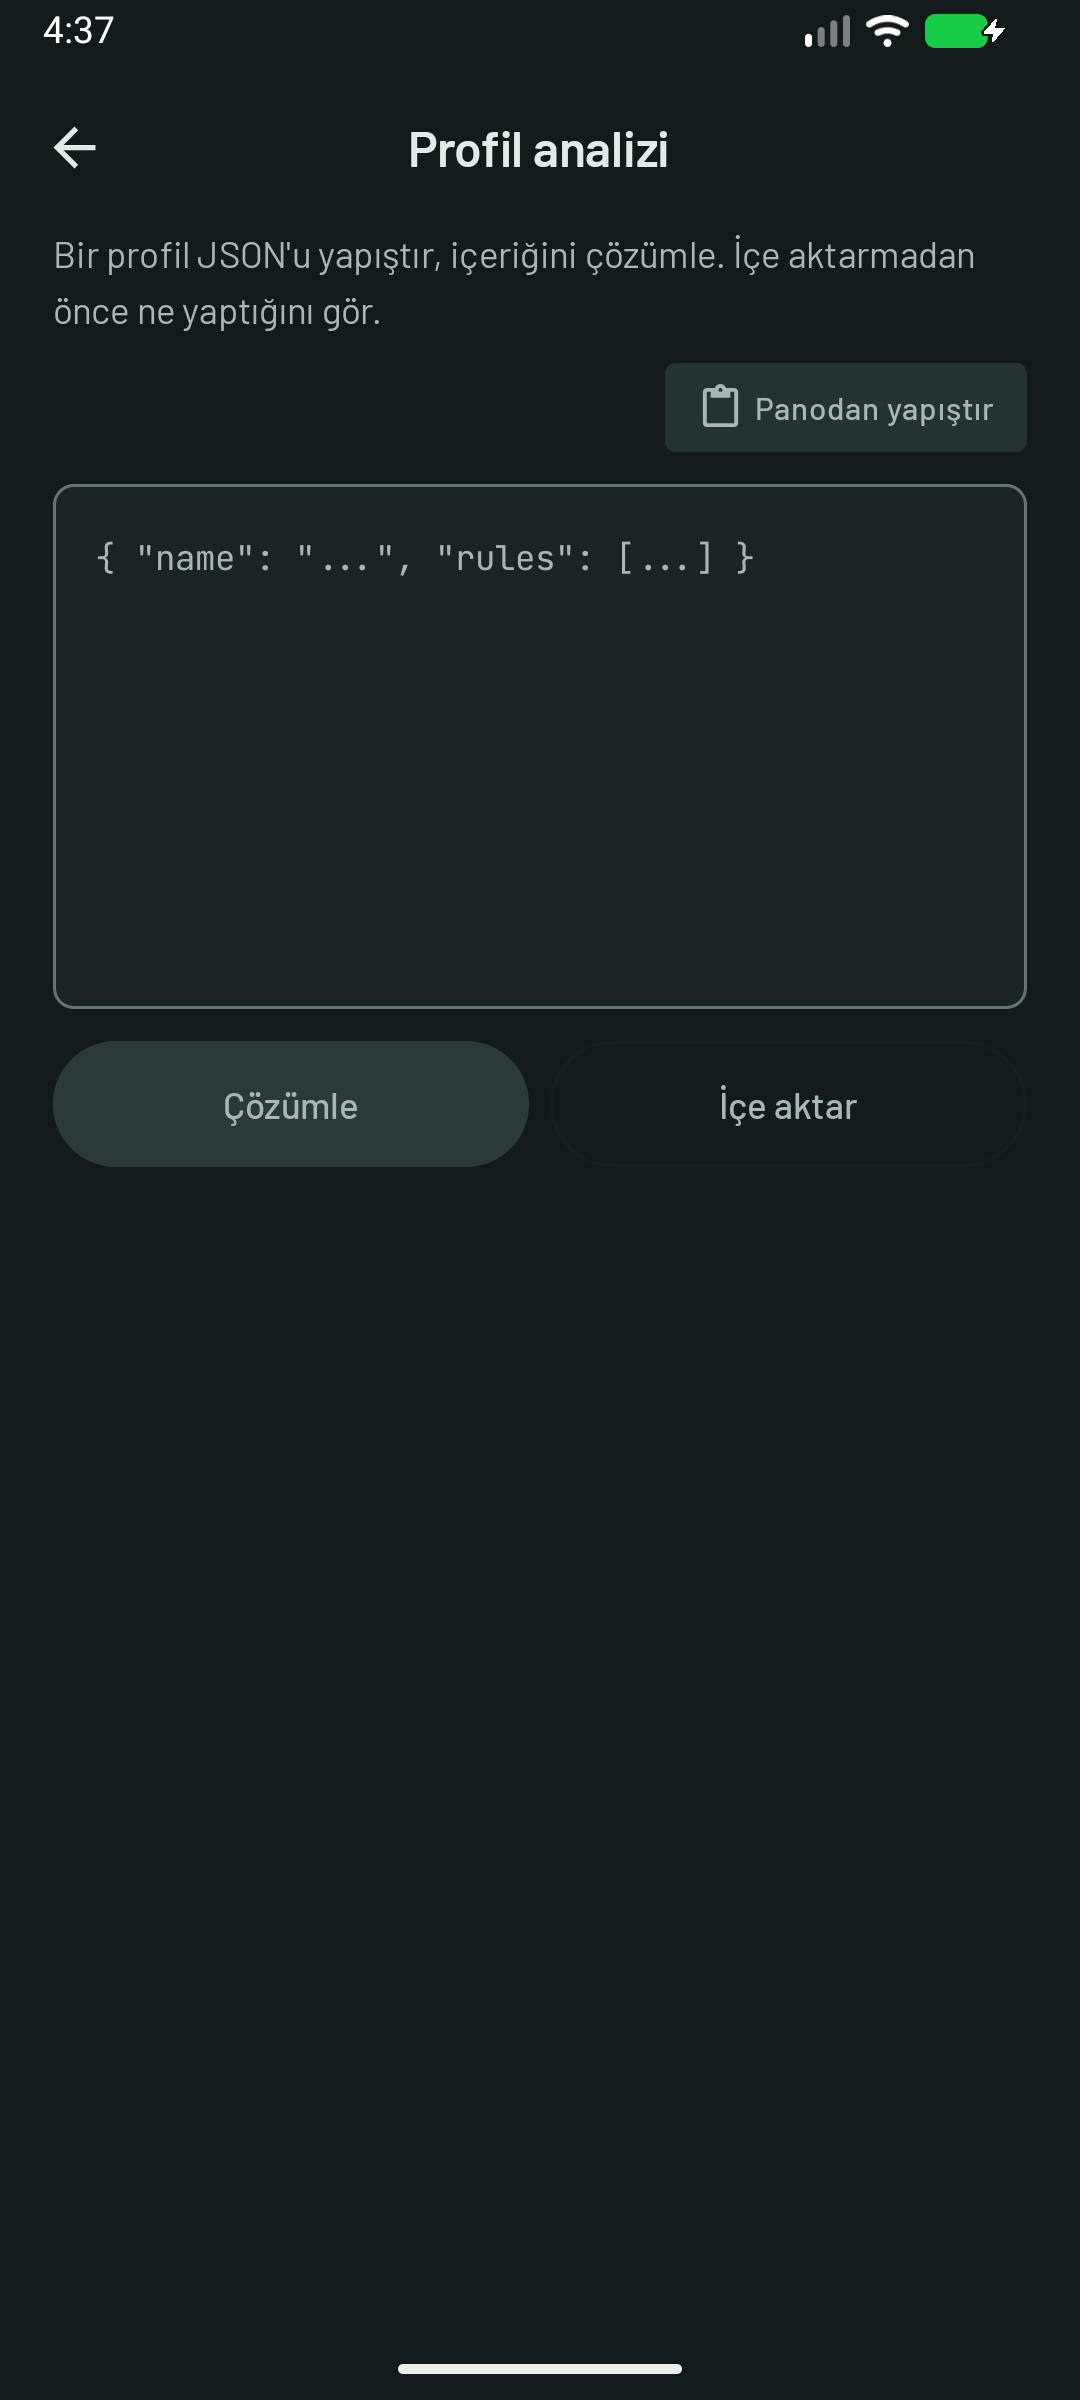 4:37
Profil analizi
Bir profil JSON'u yapıştır, içeriğini çözümle. İçe aktarmadan
önce ne yaptığını gör.
Panodan yapıştır
{ "name": "...", "rules": [...] }
Çözümle
İçe aktar